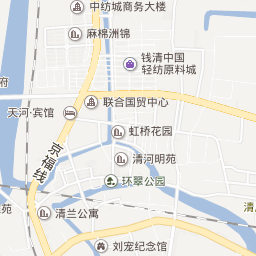 中纺城商务大楼
麻棉洲锦
钱清中国
轻纺原料城
府
联合国贸中心
天河·宾馆
虹桥花园
京福线
清河明苑
环翠公园
苑
清兰公寓
清
刘宠纪念馆